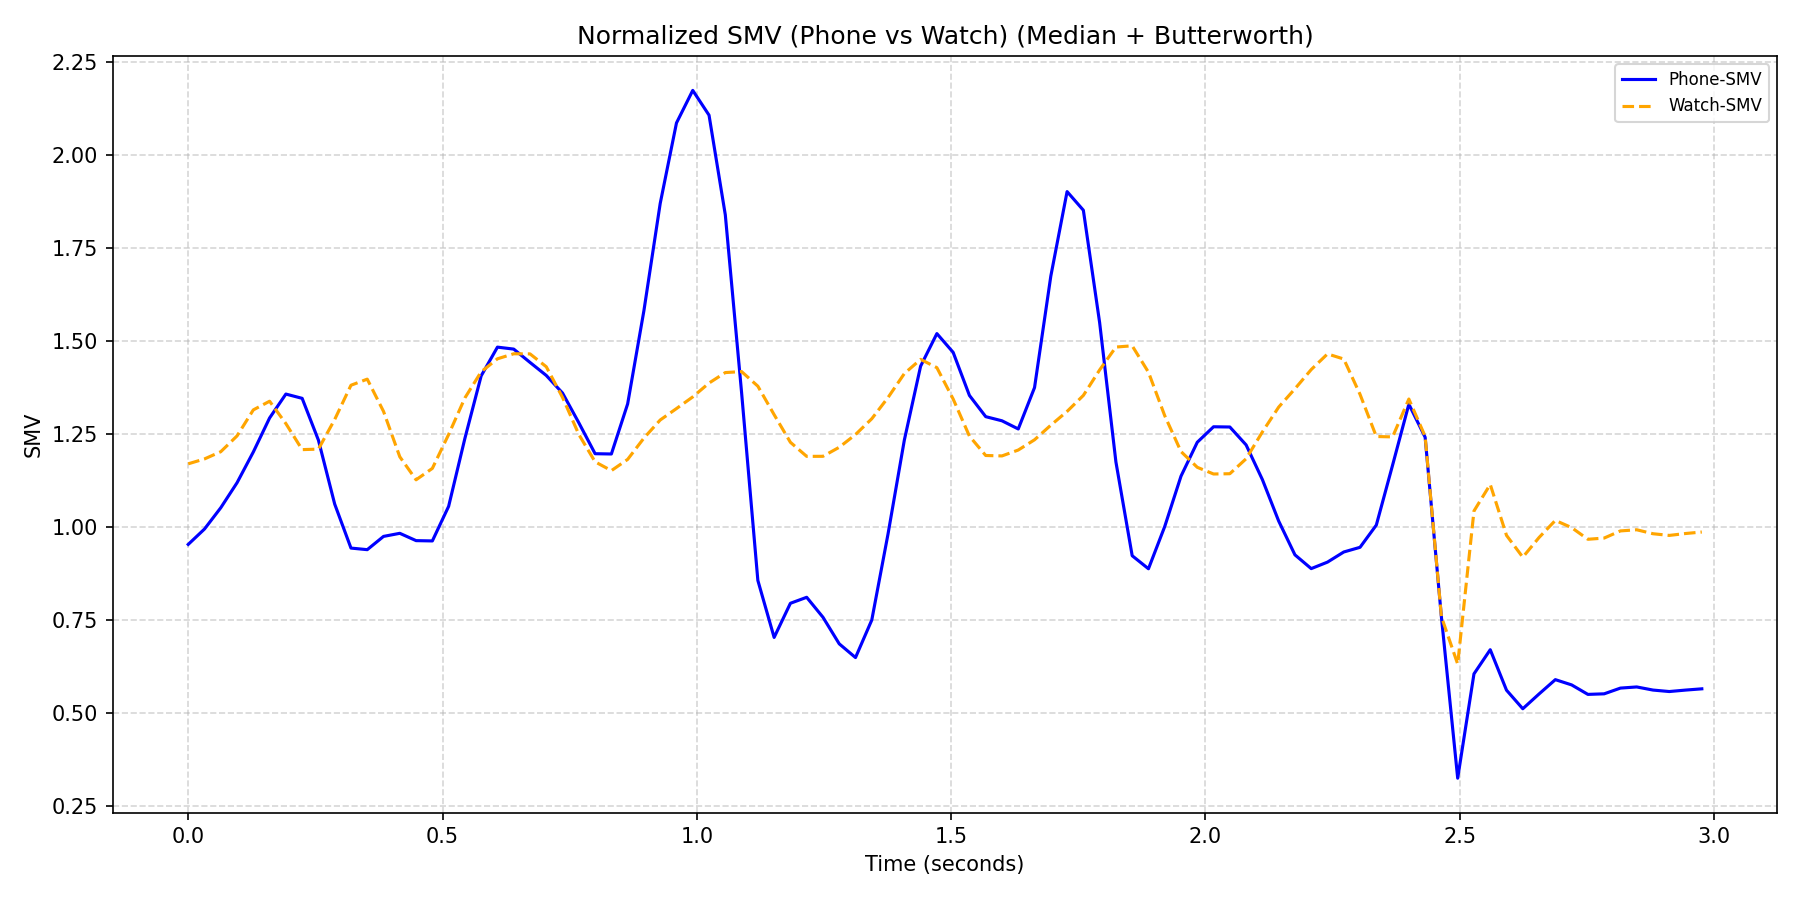 Normalized SMV (Phone vs Watch) (Median + Butterworth)
Phone-SMV
Watch-SMV
SMV
2.25
2.00
1.75
1.50
1.25
1.00
0.75
0.50
0.25
0.0 0.5 1.0 1.5 2.0 2.5 3.0
Time (seconds)